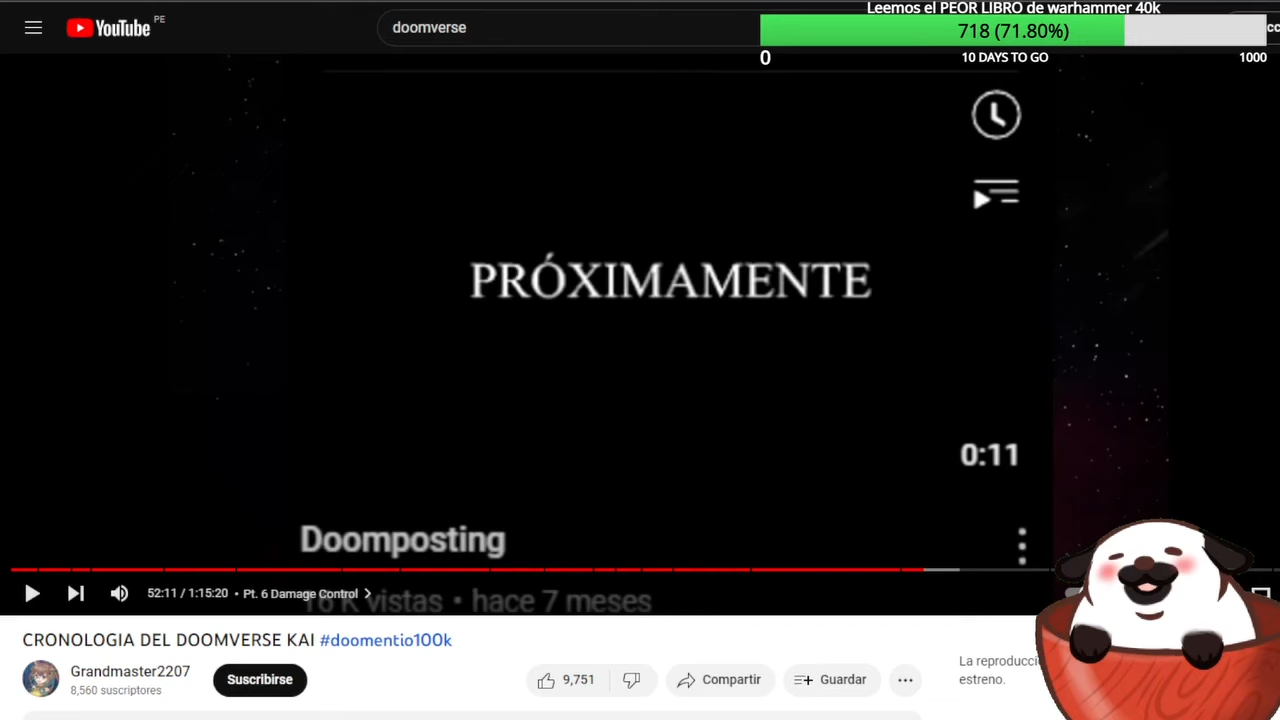 Leemos el PEOR LIBRO de warhammer 40k
YouTube PE
doomverse
718 (71.80%)
0
10 DAYS TO GO
1000
PRÓXIMAMENTE
0:11
Doomposting
16 K vistas • hace 7 meses
52:11 / 1:15:20 • Pt. 6 Damage Control
CRONOLOGIA DEL DOOMVERSE KAI #doomentio100k
Grandmaster2207
8,560 suscriptores
Suscribirse
9,751
Compartir
Guardar
La reproducci
estreno.